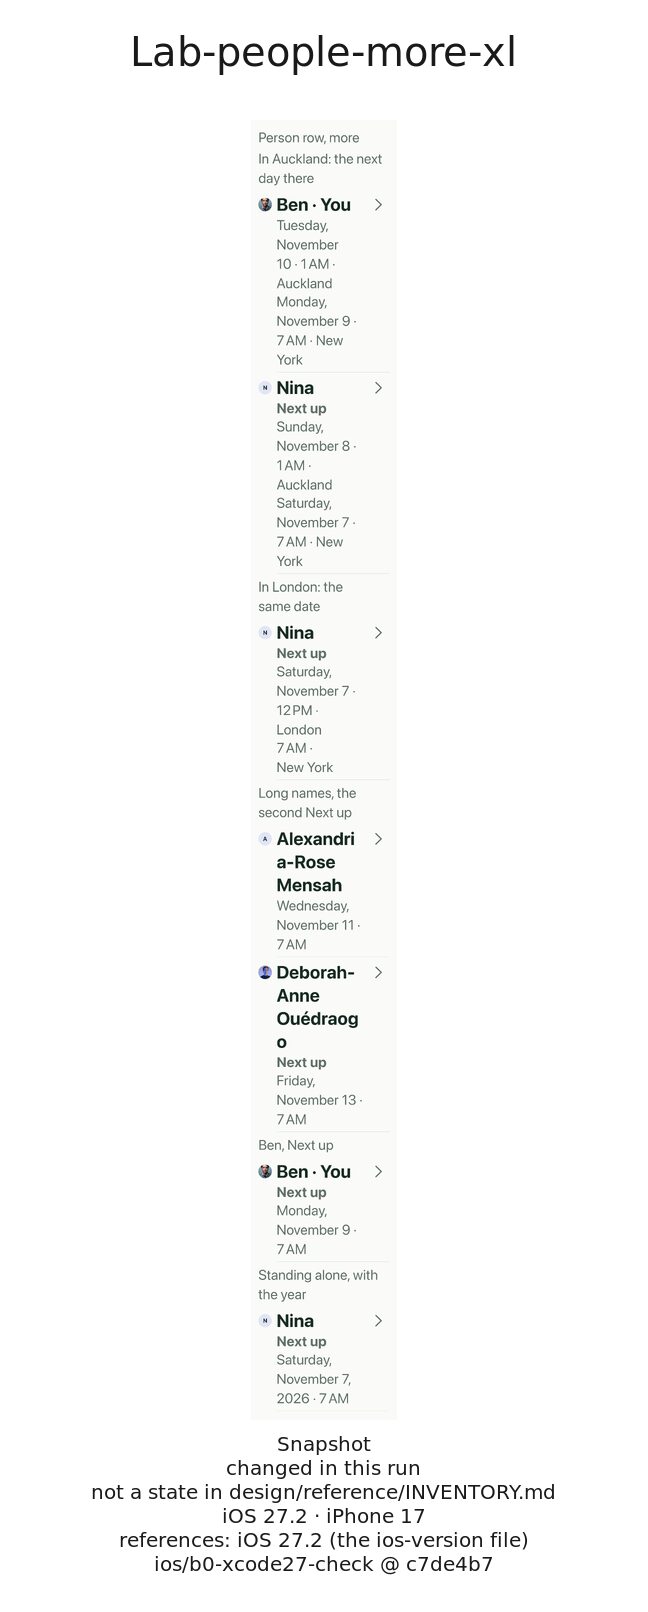 Lab-people-more-xl
Person row, more
In Auckland: the next
day there
Ben · You
Tuesday,
November
10 · 1 AM ·
Auckland
Monday,
November 9 ·
7 AM · New
York
N
Nina
Next up
Sunday,
November 8 ·
1 AM ·
Auckland
Saturday,
November 7 ·
7 AM · New
York
In London: the
same date
N
Nina
Next up
Saturday,
November 7 ·
12 PM ·
London
7 AM ·
New York
Long names, the
second Next up
A
Alexandri
a-Rose
Mensah
Wednesday,
November 11 ·
7 AM
Deborah-
Anne
Ouédraog
o
Next up
Friday,
November 13 ·
7 AM
Ben, Next up
Ben · You
Next up
Monday,
November 9 ·
7 AM
Standing alone, with
the year
N
Nina
Next up
Saturday,
November 7,
2026 · 7 AM
Snapshot
changed in this run
not a state in design/reference/INVENTORY.md
iOS 27.2 · iPhone 17
references: iOS 27.2 (the ios-version file)
ios/b0-xcode27-check @ c7de4b7